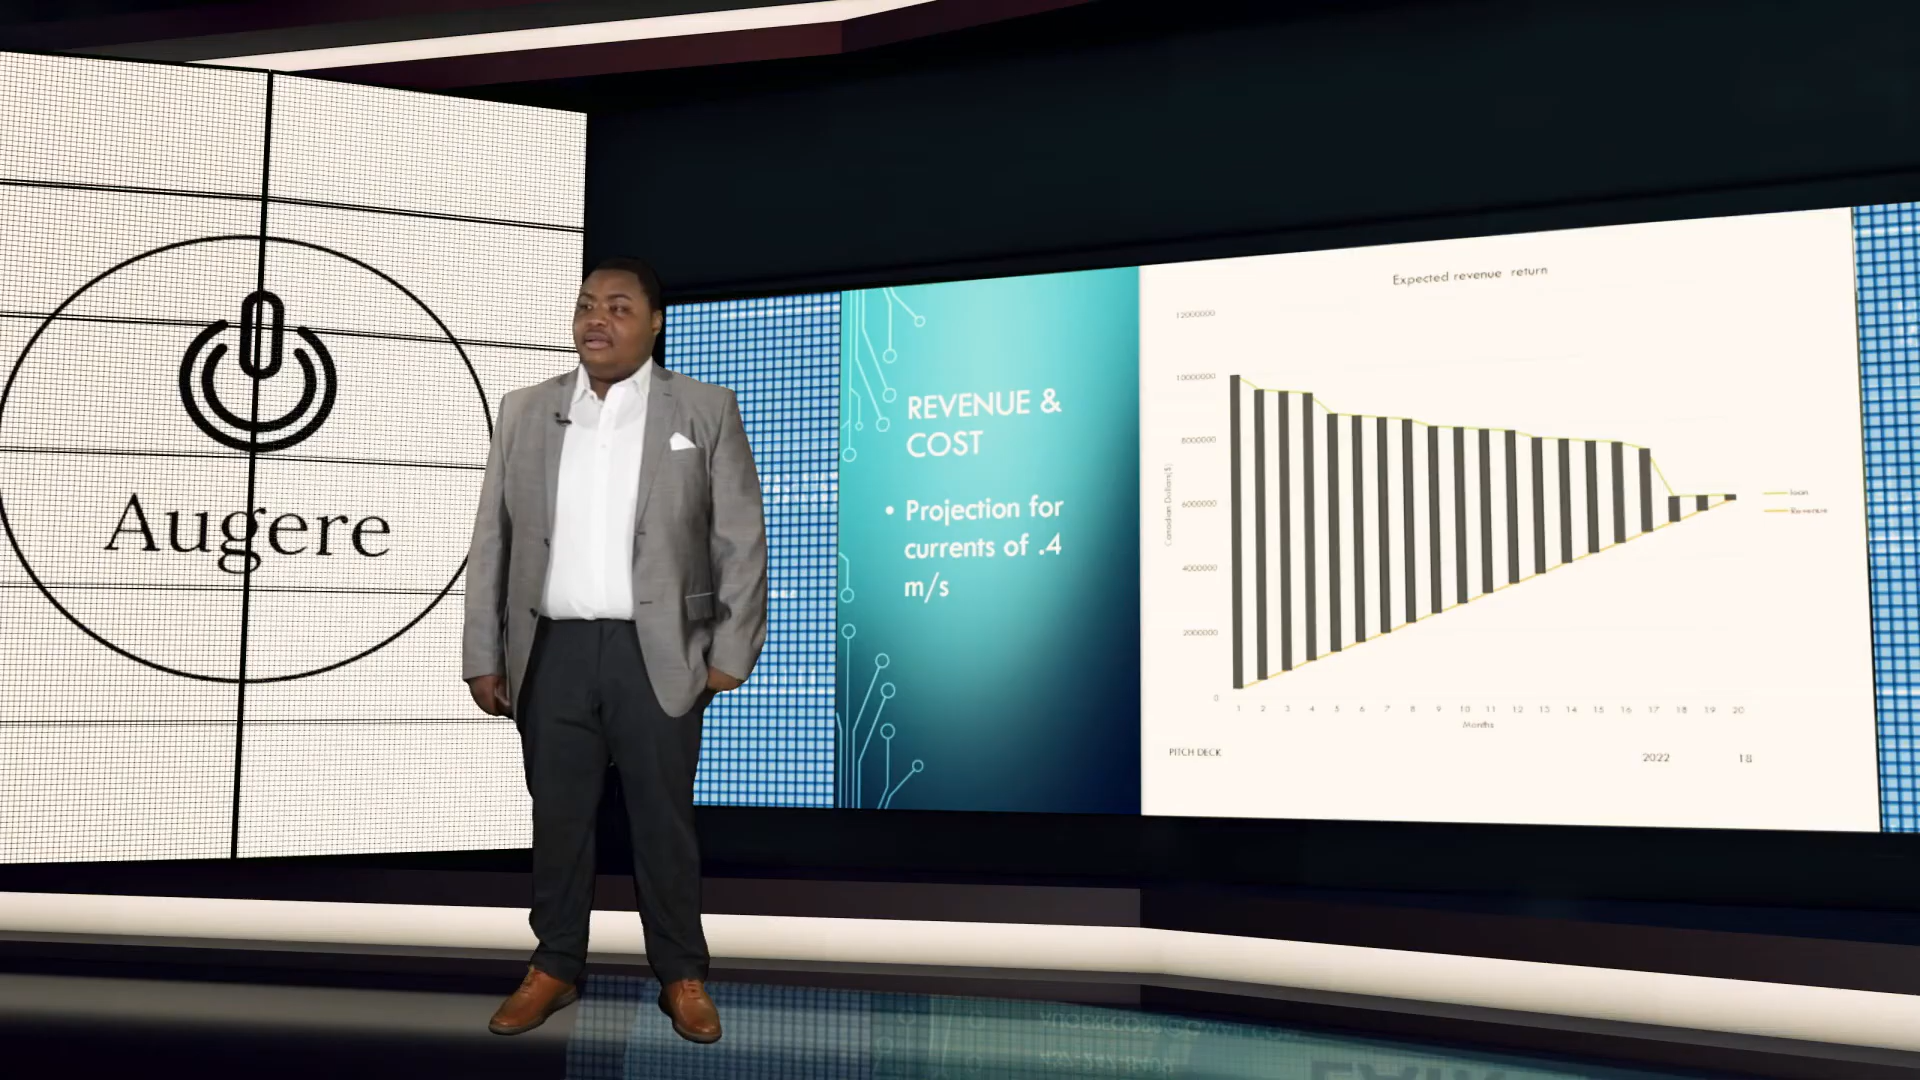 Augere
REVENUE &
COST
• Projection for
currents of .4
m/s
Expected revenue return
12000000
10000000
8000000
6000000
4000000
2000000
0
Canadian Dollars($)
1 2 3 4 5 6 7 8 9 10 11 12 13 14 15 16 17 18 19 20
Months
loan
Revenue
PITCH DECK
2022
18